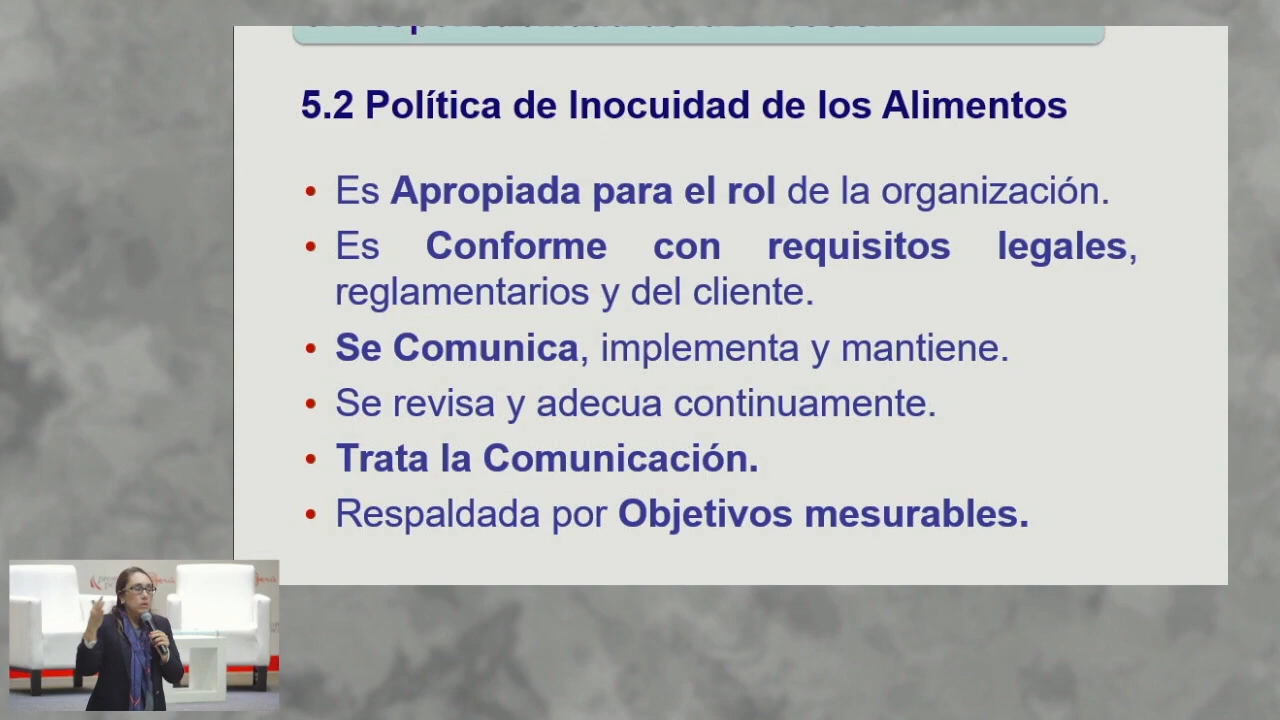 5.2 Política de Inocuidad de los Alimentos
• Es Apropiada para el rol de la organización.
• Es Conforme con requisitos legales,
reglamentarios y del cliente.
• Se Comunica, implementa y mantiene.
• Se revisa y adecua continuamente.
• Trata la Comunicación.
• Respaldada por Objetivos mesurables.